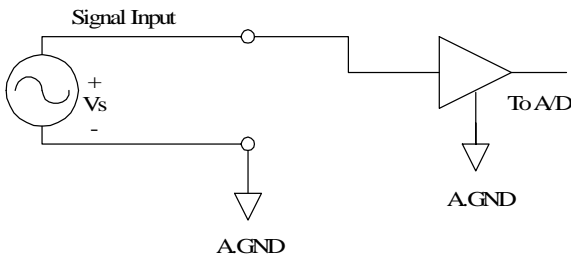 Signal Input
+
Vs
-
To A/D
A.GND
A.GND